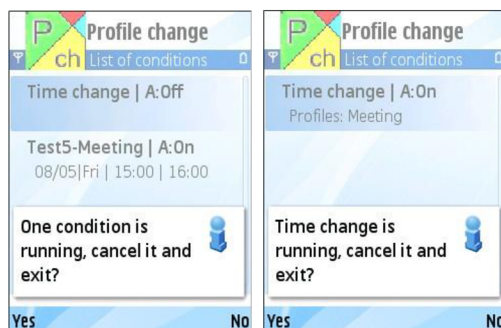 P
ch
Profile change
List of conditions
Time change | A:Off
Test5-Meeting | A:On
08/05|Fri | 15:00 | 16:00
One condition is
running, cancel it and
exit?
Yes
No
P
ch
Profile change
List of conditions
Time change | A:On
Profiles: Meeting
Time change is
running, cancel it and
exit?
Yes
No